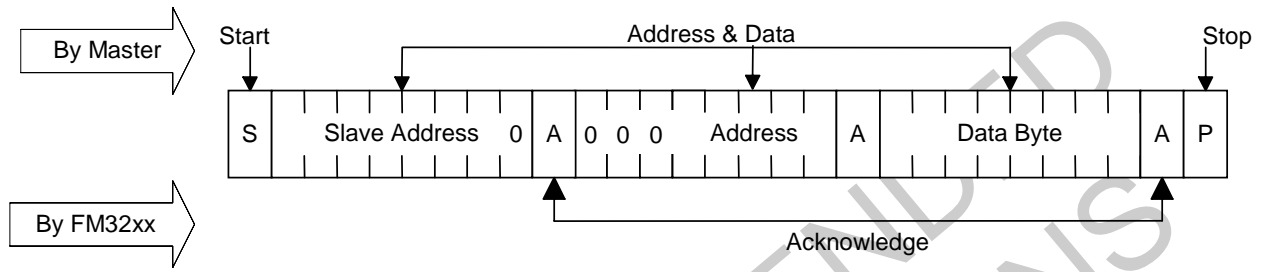 By Master
Start
Address & Data
Stop
S Slave Address 0 A 0 0 0 Address A Data Byte A P
By FM32xx
Acknowledge